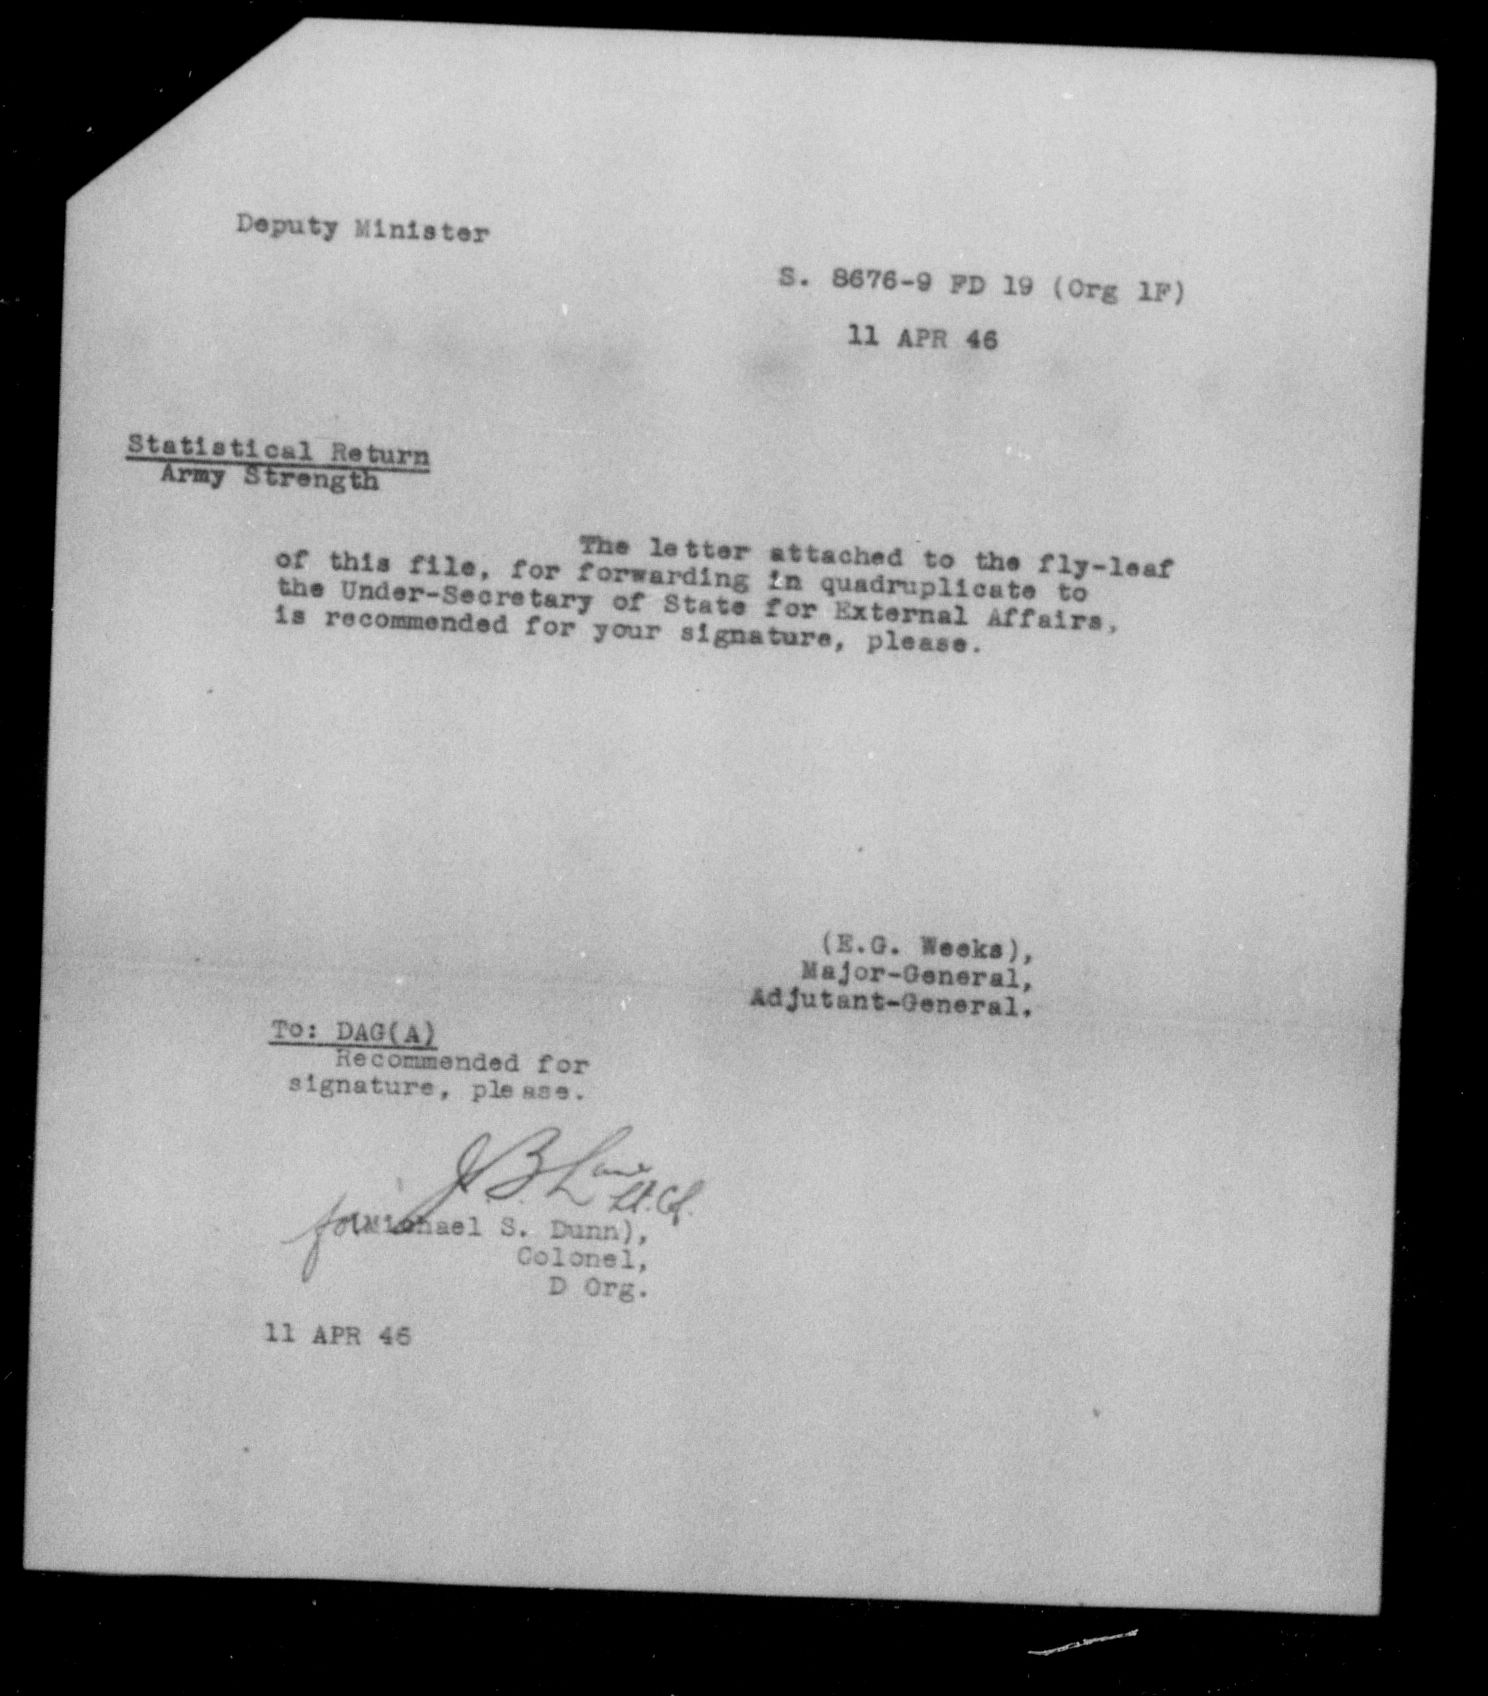 Deputy Minister
S. 8676-9 FD 19 (Org 1F)
11 APR 46
Statistical Return
Army Strength
The letter attached to the fly-leaf
of this file, for forwarding in quadruplicate to
the Under-Secretary of State for External Affairs,
is recommended for your signature, please.
(E.G. Weeks),
Major-General,
Adjutant-General.
To: DAG(A)
Recommended for
signature, please.
J B Lane
Lt. Col.
for (Michael S. Dunn),
Colonel,
D Org.
11 APR 46